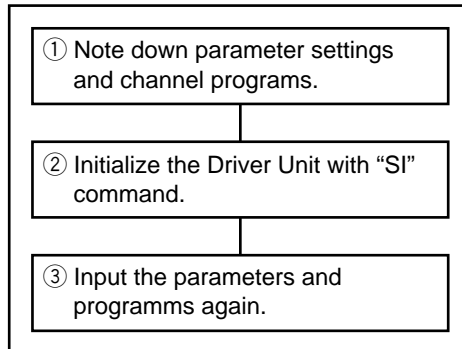 ① Note down parameter settings
and channel programs.
② Initialize the Driver Unit with “SI”
command.
③ Input the parameters and
programms again.